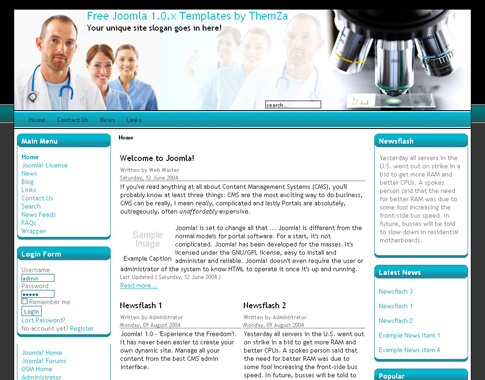 Free Joomla 1.0.x Templates by ThemZa
Your unique site slogan goes in here!
search...
Home Contact Us News Links
Main Menu
Home
Joomla! License
News
Blog
Links
Contact Us
Search
News Feeds
FAQs
Wrapper
Login Form
Username
admin
Password
Remember me
Login
Lost Password?
No account yet? Register
Joomla! Home
Joomla! Forums
OSM Home
Administrator
Home
Welcome to Joomla!
Written by Web Master
Saturday, 12 June 2004
If you've read anything at all about Content Management Systems (CMS), you'll
probably know at least three things: CMS are the most exciting way to do business,
CMS can be really, I mean really, complicated and lastly Portals are absolutely,
outrageously, often unaffordably expensive.
Sample
Image
Example Caption
Joomla! is set to change all that ... Joomla! is different from the
normal models for portal software. For a start, it's not
complicated. Joomla! has been developed for the masses. It's
licensed under the GNU/GPL license, easy to install and
administer and reliable. Joomla! doesn't even require the user or
administrator of the system to know HTML to operate it once it's up and running.
Last Updated ( Saturday, 12 June 2004 )
Read more...
Newsflash 1
Written by Administrator
Monday, 09 August 2004
Joomla! 1.0 - 'Experience the Freedom'!.
It has never been easier to create your
own dynamic site. Manage all your
content from the best CMS admin
interface.
Newsflash 2
Written by Administrator
Monday, 09 August 2004
Yesterday all servers in the U.S. went out
on strike in a bid to get more RAM and
better CPUs. A spokes person said that
the need for better RAM was due to some
fool increasing the front-side bus
speed. In future, busses will be told to
Newsflash
Yesterday all servers in the
U.S. went out on strike in a
bid to get more RAM and
better CPUs. A spokes
person said that the need
for better RAM was due to
some fool increasing the
front-side bus speed. In
future, busses will be told
to slow down in residential
motherboards.
Latest News
Newsflash 3
Newsflash 1
Newsflash 2
Example News Item 1
Example News Item 4
Popular